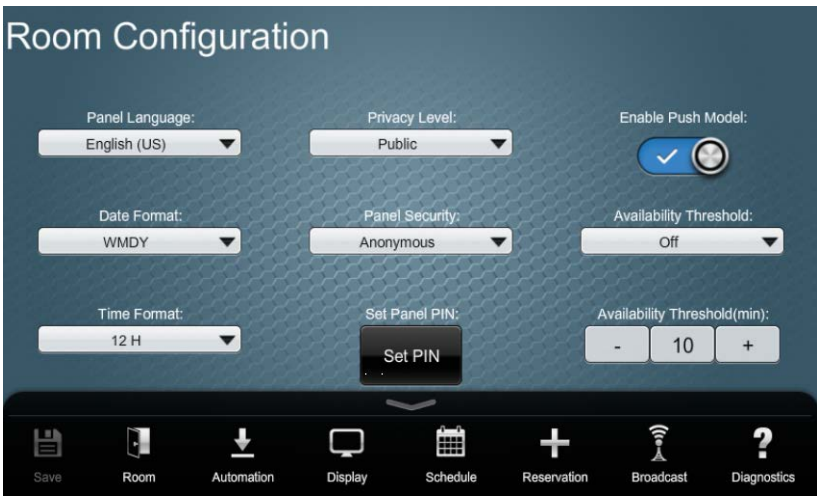 Room Configuration
Panel Language:
English (US)
Privacy Level:
Public
Enable Push Model:
Date Format:
WMDY
Panel Security:
Anonymous
Availability Threshold:
Off
Time Format:
12 H
Set Panel PIN:
Set PIN
Availability Threshold(min):
- 10 +
Save Room Automation Display Schedule Reservation Broadcast Diagnostics